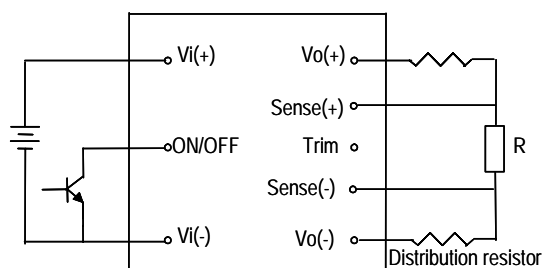 Vi(+)
Vo(+)
Sense(+)
ON/OFF
Trim
R
Sense(-)
Vi(-)
Vo(-)
Distribution resistor